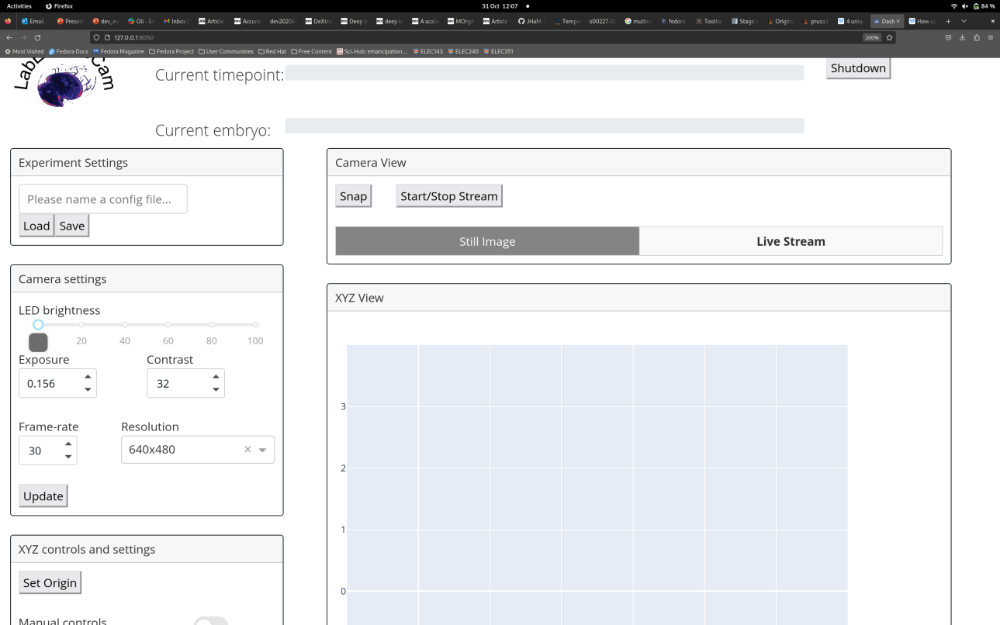 Activities Firefox 31 Oct 12:07 84 %
Email - Presen dev_ev Oli - En Inbox ( Article Accura dev2020 DeXtru Deep le deep le A scala MOrgA Article JHaM- Tempe s00227-0 multico fedora Tooltip Stage s Origina prusa3 4 uniq Dash × How ca
127.0.0.1:8050 200%
Most Visited Fedora Docs Fedora Magazine Fedora Project User Communities Red Hat Free Content Sci-Hub: emancipation... ELEC143 ELEC240 ELEC351
Cam
Current timepoint:
Shutdown
Current embryo:
Experiment Settings
Please name a config file...
Load Save
Camera settings
LED brightness
20 40 60 80 100
Exposure Contrast
0.156 32
Frame-rate Resolution
30 640x480
Update
XYZ controls and settings
Set Origin
Manual controls
Camera View
Snap Start/Stop Stream
Still Image Live Stream
XYZ View
3
2
1
0